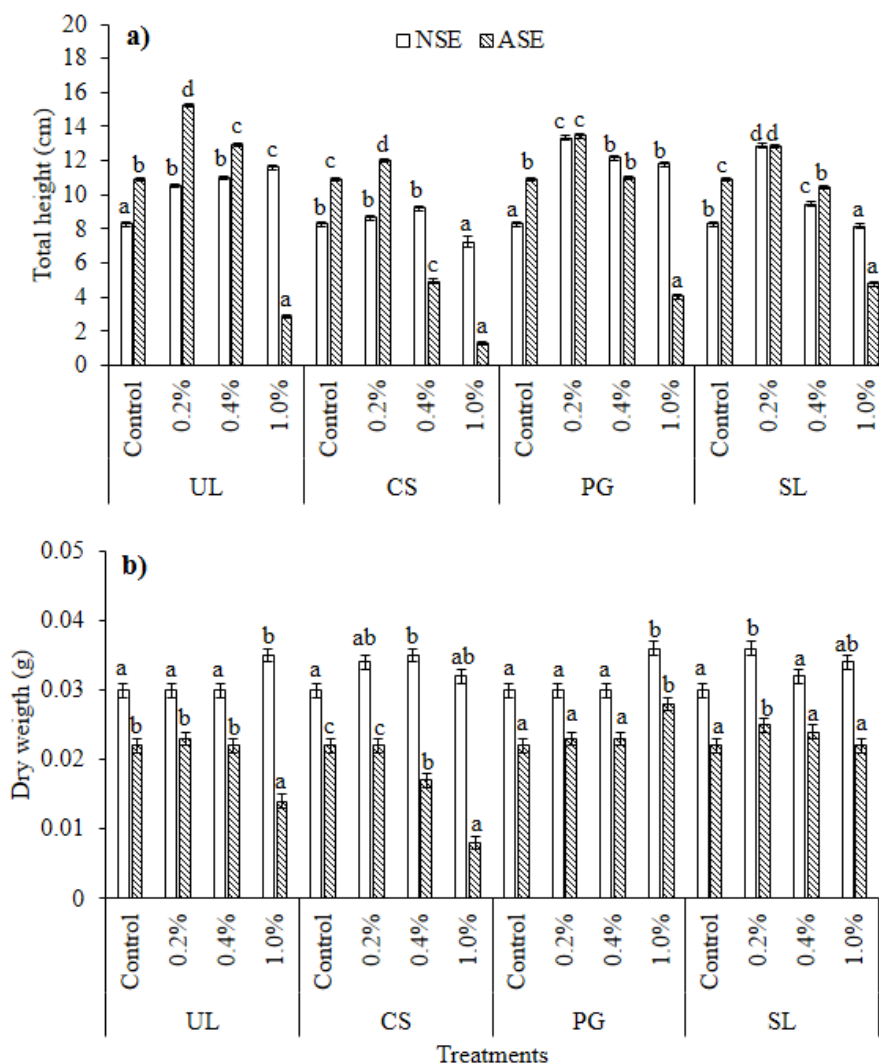 a)
NSE ASE
Total height (cm)
20
18
16
14
12
10
8
6
4
2
0
a b b d b c c a
b c b d b c a a
a b c c b b b a
b c d d c b a a
Control 0.2% 0.4% 1.0% Control 0.2% 0.4% 1.0% Control 0.2% 0.4% 1.0% Control 0.2% 0.4% 1.0%
UL CS PG SL
b)
Dry weigth (g)
0.05
0.04
0.03
0.02
0.01
0
a b a b a b b a
a c ab c b b ab a
a a a a a a b b
a a b b a a ab a
Control 0.2% 0.4% 1.0% Control 0.2% 0.4% 1.0% Control 0.2% 0.4% 1.0% Control 0.2% 0.4% 1.0%
UL CS PG SL
Treatments